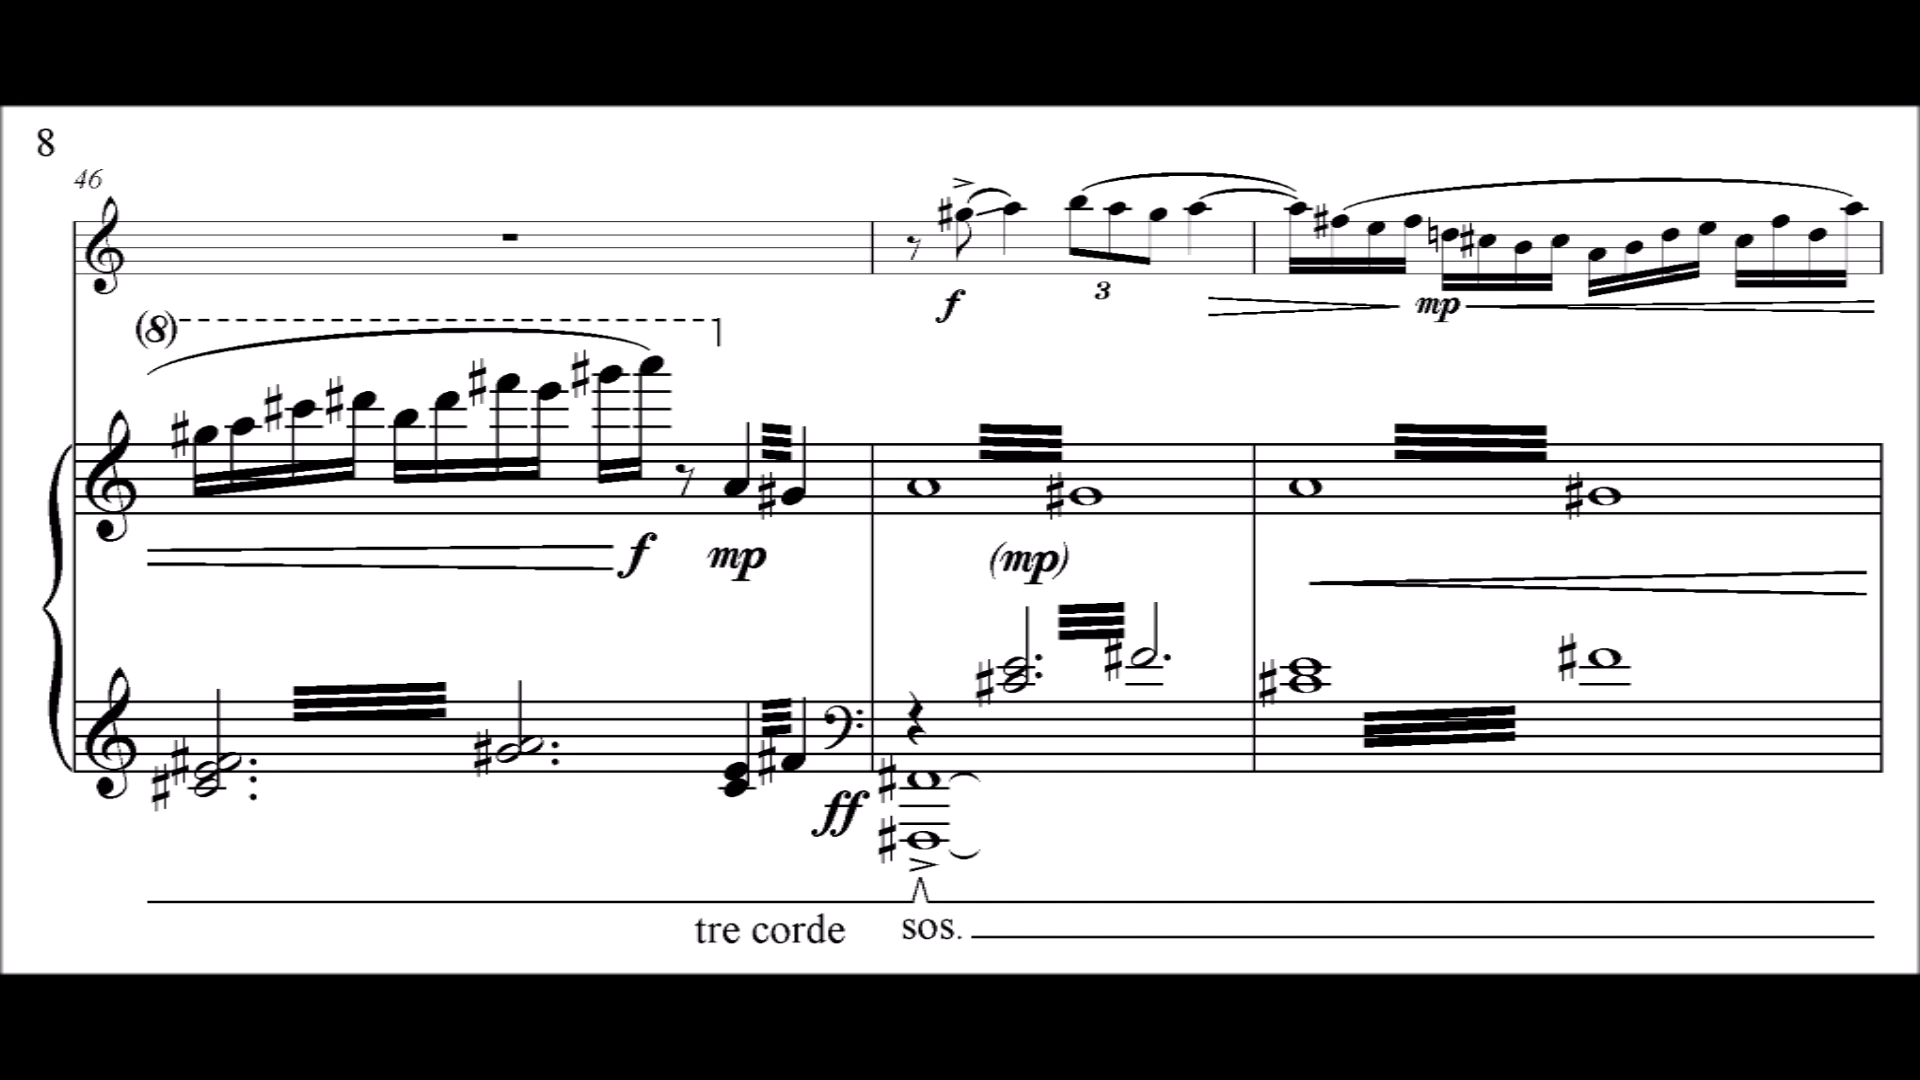 8
46
f
3
mp
(8)
f mp
(mp)
ff
tre corde sos.